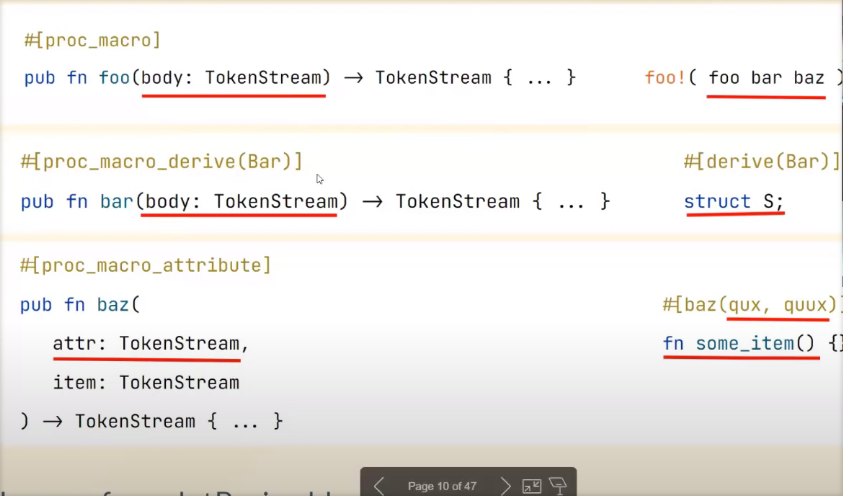 #[proc_macro]
pub fn foo(body: TokenStream) → TokenStream { ... } foo!( foo bar baz )
#[proc_macro_derive(Bar)] #[derive(Bar)]
pub fn bar(body: TokenStream) → TokenStream { ... } struct S;
#[proc_macro_attribute]
pub fn baz( #[baz(qux, quux)]
attr: TokenStream, fn some_item() {}
item: TokenStream
) → TokenStream { ... }
Page 10 of 47